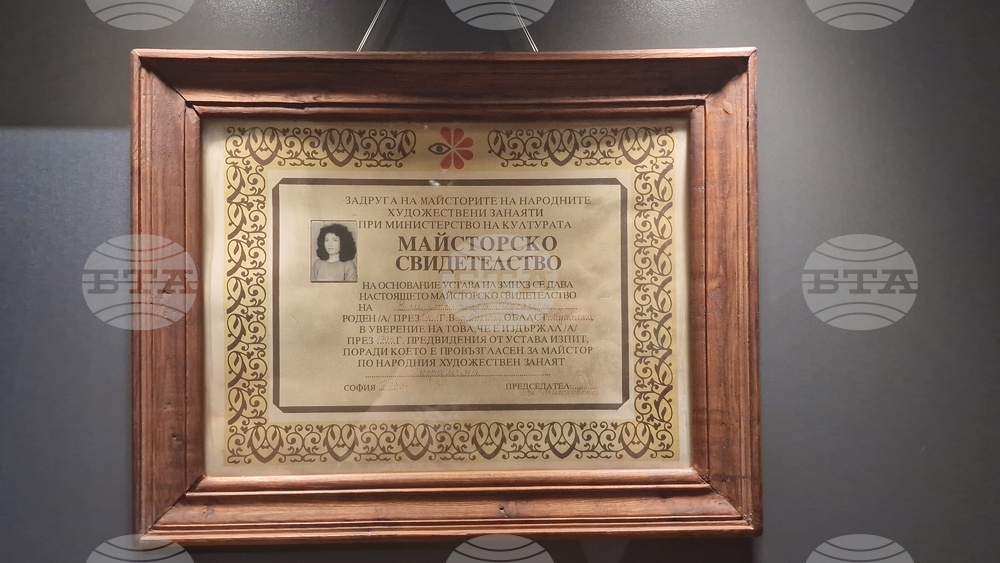 ЗАДРУГА НА МАЙСТОРИТЕ НА НАРОДНИТЕ
ХУДОЖЕСТВЕНИ ЗАНАЯТИ
ПРИ МИНИСТЕРСТВО НА КУЛТУРАТА
МАЙСТОРСКО
СВИДЕТЕЛСТВО
НА ОСНОВАНИЕ УСТАВА НА ЗМНХЗ СЕ ДАВА
НАСТОЯЩЕТО МАЙСТОРСКО СВИДЕТЕЛСТВО
НА
РОДЕН /А/ ПРЕЗ Г. В ОБЛАСТ
В УВЕРЕНИЕ НА ТОВА, ЧЕ Е ИЗДЪРЖАЛ /А/
ПРЕЗ Г. ПРЕДВИДЕНИЯ ОТ УСТАВА ИЗПИТ,
ПОРАДИ КОЕТО Е ПРОВЪЗГЛАСЕН ЗА МАЙСТОР
ПО НАРОДНИЯ ХУДОЖЕСТВЕН ЗАНАЯТ
СОФИЯ ПРЕДСЕДАТЕЛ:
БТА
БТА
БТА